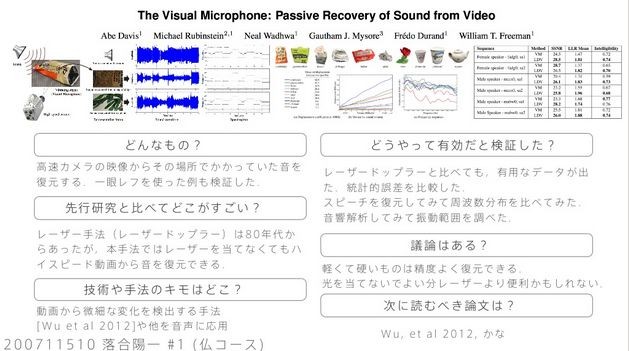 The Visual Microphone: Passive Recovery of Sound from Video
Abe Davis¹ Michael Rubinstein²,¹ Neal Wadhwa¹ Gautham J. Mysore³ Frédo Durand¹ William T. Freeman¹
どんなもの？
高速カメラの映像からその場所でかかっていた音を
復元する．一眼レフを使った例も検証した．
先行研究と比べてどこがすごい？
レーザー手法（レーザードップラー）は80年代か
らあったが，本手法ではレーザーを当てなくてもハ
イスピード動画から音を復元できる．
技術や手法のキモはどこ？
動画から微細な変化を検出する手法
[Wu et al 2012]や他を音声に応用
どうやって有効だと検証した？
レーザードップラーと比べても，有用なデータが出
た．統計的誤差を比較した．
スピーチを復元してみて周波数分布を比べてみた．
音響解析してみて振動範囲を調べた．
議論はある？
軽くて硬いものは精度よく復元できる．
光を当てないでよい分レーザーより便利かもしれない．
次に読むべき論文は？
Wu, et al 2012, かな
200711510 落合陽一 #1 (仏コース)